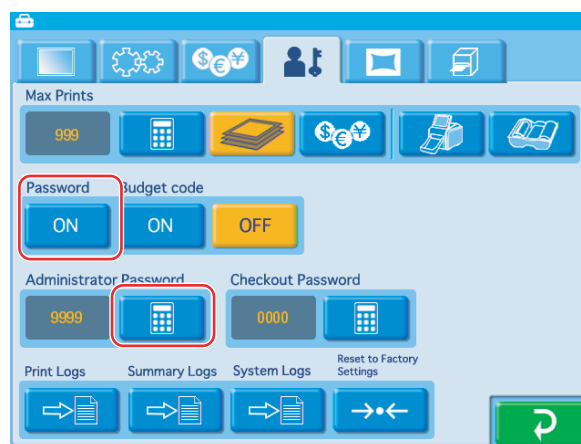 $ € ¥
Max Prints
999
$ € ¥
Password Budget code
ON ON OFF
Administrator Password Checkout Password
9999 0000
Print Logs Summary Logs System Logs Reset to Factory
Settings